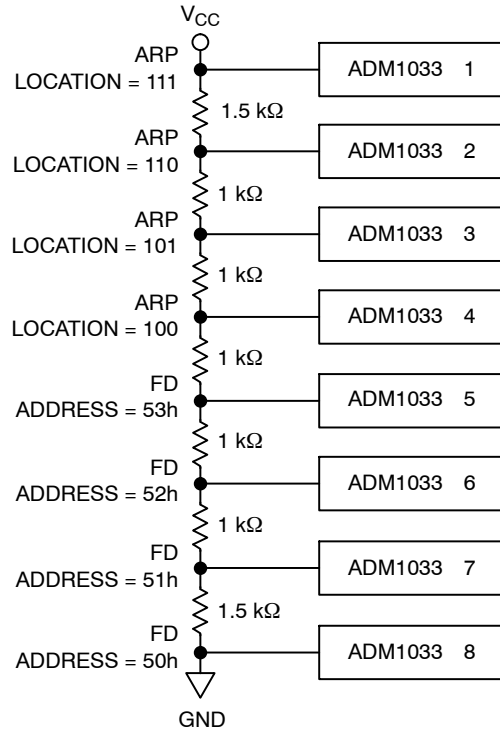 VCC
ARP
LOCATION = 111
ADM1033 1
1.5 kΩ
ARP
LOCATION = 110
ADM1033 2
1 kΩ
ARP
LOCATION = 101
ADM1033 3
1 kΩ
ARP
LOCATION = 100
ADM1033 4
1 kΩ
FD
ADDRESS = 53h
ADM1033 5
1 kΩ
FD
ADDRESS = 52h
ADM1033 6
1 kΩ
FD
ADDRESS = 51h
ADM1033 7
1.5 kΩ
FD
ADDRESS = 50h
ADM1033 8
GND